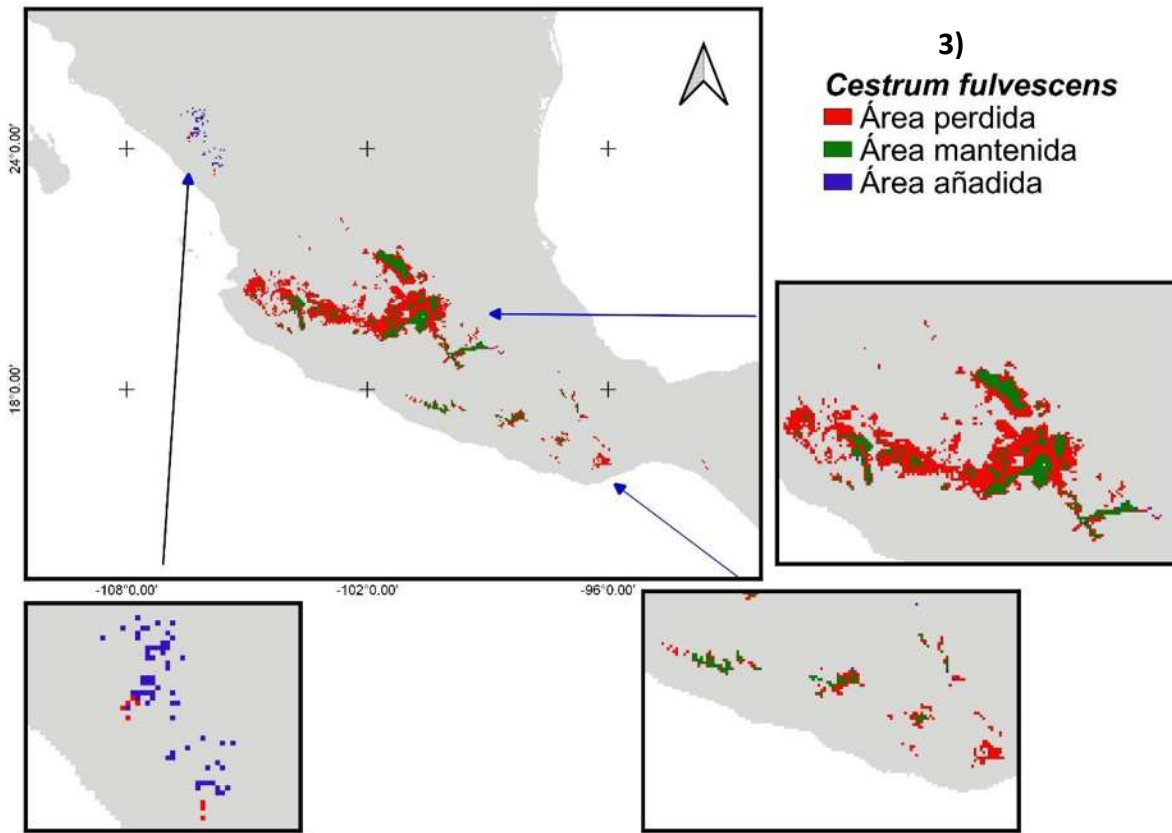 3)
Cestrum fulvescens
Área perdida
Área mantenida
Área añadida
24°0.00'
18°0.00'
-108°0.00'
-102°0.00'
-96°0.00'